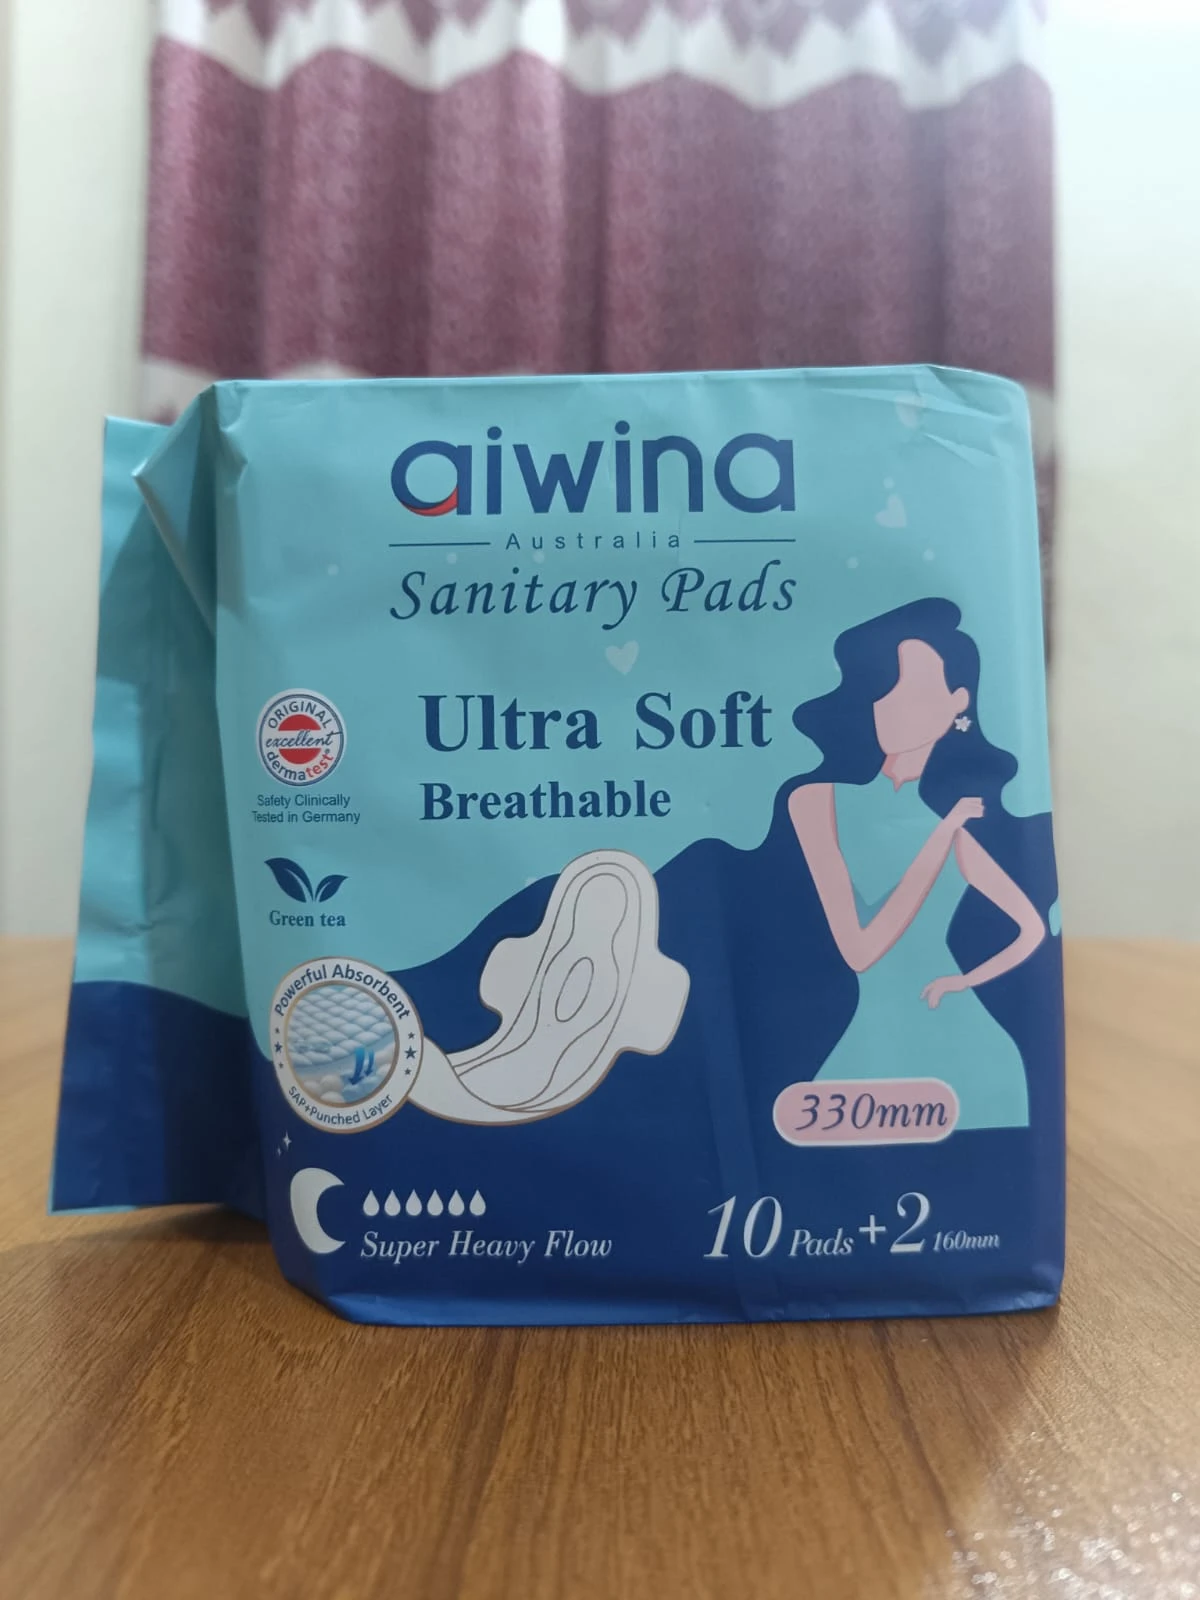 aiwina
Australia
Sanitary Pads
Ultra Soft
Breathable
ORIGINAL
excellent
dermatest®
Safety Clinically
Tested in Germany
Green tea
Powerful Absorbent
SAP+Punched Layer
330mm
Super Heavy Flow
10 Pads+2 160mm